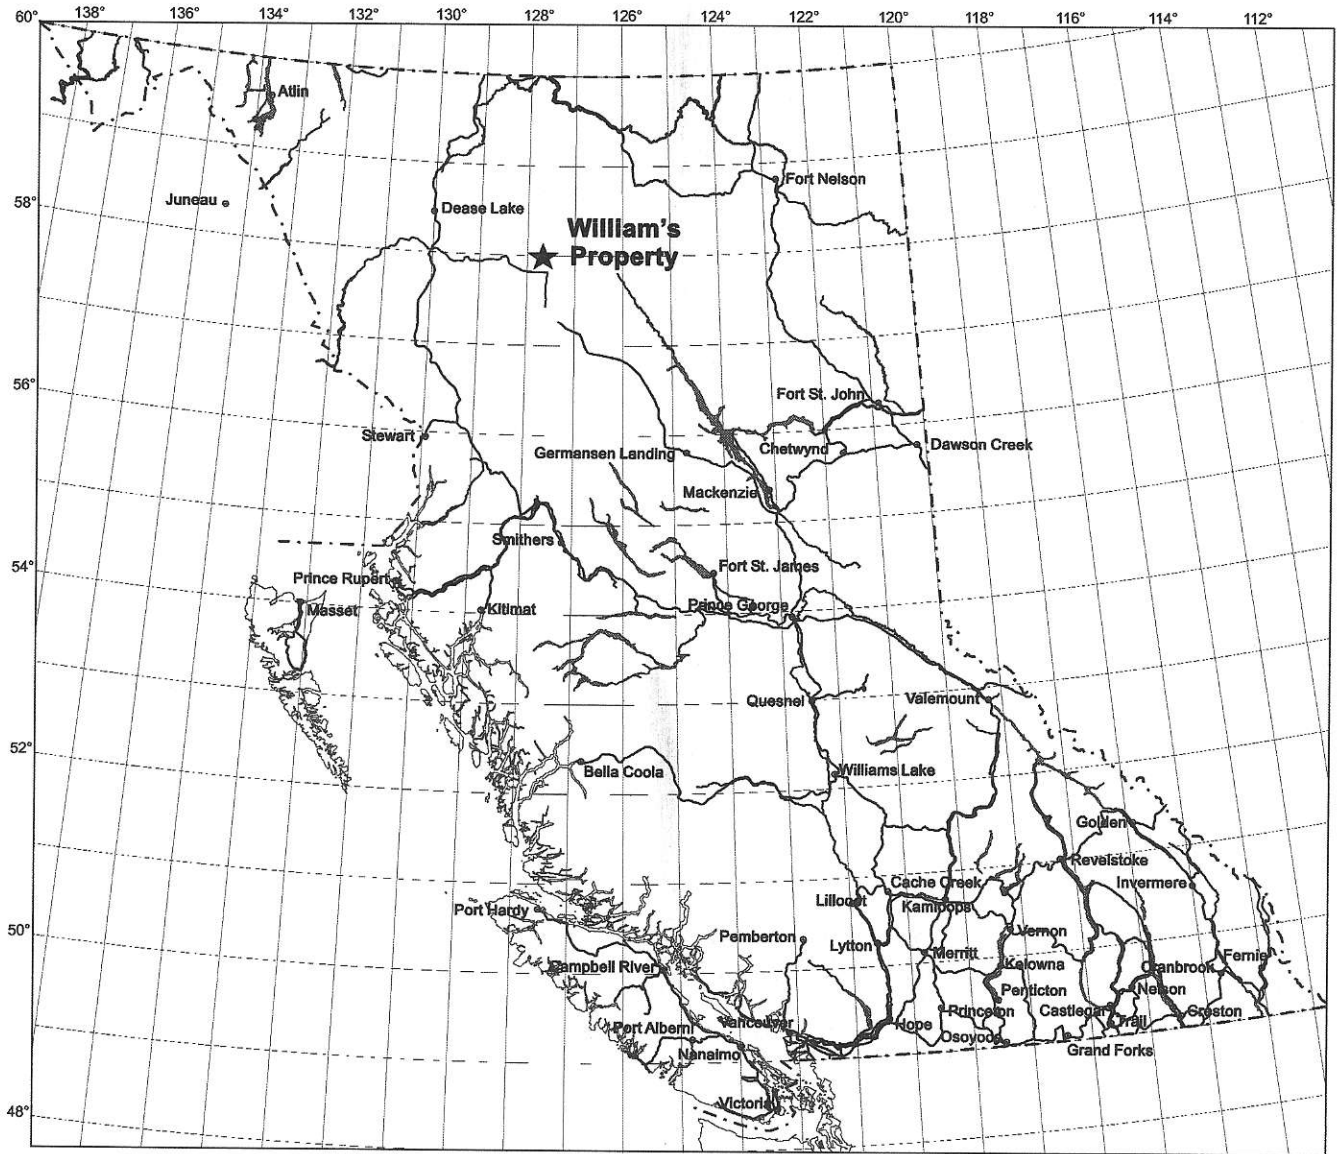 60°
138°
136°
134°
132°
130°
128°
126°
124°
122°
120°
118°
116°
114°
112°
Atlin
Fort Nelson
Juneau
58°
Dease Lake
William's
Property
56°
Fort St. John
Stewart
Chetwynd
Dawson Creek
Germansen Landing
Mackenzie
Smithers
54°
Fort St. James
Prince Rupert
Masset
Kitimat
Prince George
Quesnel
Valemount
52°
Bella Coola
Williams Lake
Golden
Revelstoke
Cache Creek
Invermere
Lillooet
Kamloops
Port Hardy
50°
Pemberton
Lytton
Vernon
Merritt
Fernie
Campbell River
Kelowna
Cranbrook
Penticton
Nelson
Princeton
Castlegar
Creston
Port Alberni
Vancouver
Hope
Trail
Osoyoos
Nanaimo
Grand Forks
48°
Victoria